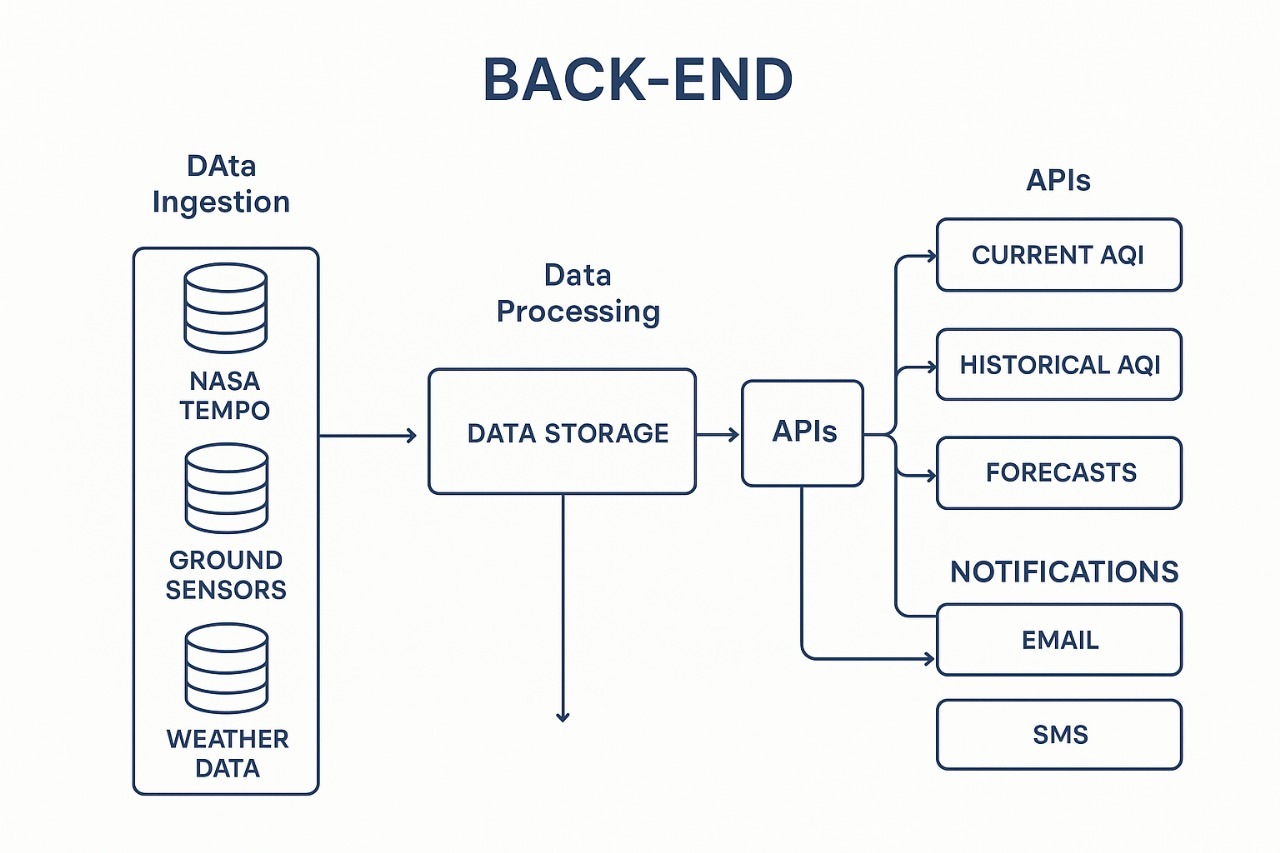 BACK-END
DAta
Ingestion
NASA
TEMPO
GROUND
SENSORS
WEATHER
DATA
Data
Processing
DATA STORAGE
APIs
APIs
CURRENT AQI
HISTORICAL AQI
FORECASTS
NOTIFICATIONS
EMAIL
SMS